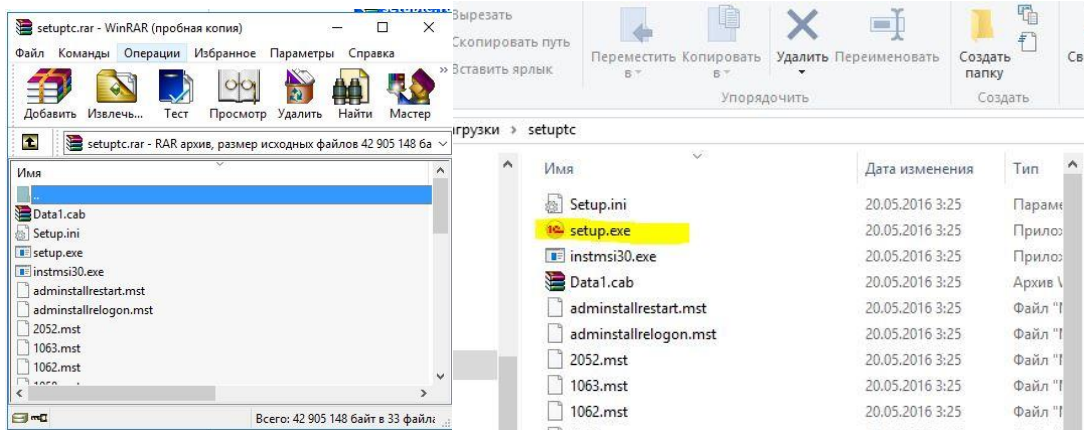 setuptc.rar - WinRAR (пробная копия)
Файл Команды Операции Избранное Параметры Справка
Добавить Извлечь... Тест Просмотр Удалить Найти Мастер
»
setuptc.rar - RAR архив, размер исходных файлов 42 905 148 ба
Имя
..
Data1.cab
Setup.ini
setup.exe
instmsi30.exe
adminstallrestart.mst
adminstallrelogon.mst
2052.mst
1063.mst
1062.mst
Всего: 42 905 148 байт в 33 файла
Вырезать
Скопировать путь
Вставить ярлык
Переместить в
Копировать в
Удалить
Переименовать
Создать папку
Св
Упорядочить
Создать
агрузки › setuptc
Имя Дата изменения Тип
Setup.ini 20.05.2016 3:25 Параме
1С setup.exe 20.05.2016 3:25 Прилож
instmsi30.exe 20.05.2016 3:25 Прилож
Data1.cab 20.05.2016 3:25 Архив
adminstallrestart.mst 20.05.2016 3:25 Файл "
adminstallrelogon.mst 20.05.2016 3:25 Файл "
2052.mst 20.05.2016 3:25 Файл "
1063.mst 20.05.2016 3:25 Файл "
1062.mst 20.05.2016 3:25 Файл "